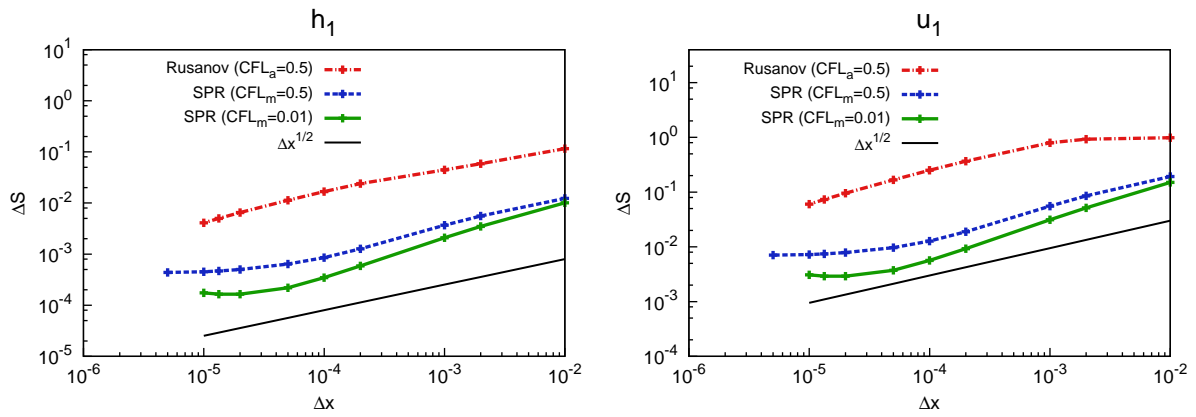 h1
ΔS
10^1
10^0
10^-1
10^-2
10^-3
10^-4
10^-5
Rusanov (CFLa=0.5)
SPR (CFLm=0.5)
SPR (CFLm=0.01)
Δx^1/2
10^-6 10^-5 10^-4 10^-3 10^-2
Δx
u1
ΔS
10^1
10^0
10^-1
10^-2
10^-3
10^-4
Rusanov (CFLa=0.5)
SPR (CFLm=0.5)
SPR (CFLm=0.01)
Δx^1/2
10^-6 10^-5 10^-4 10^-3 10^-2
Δx